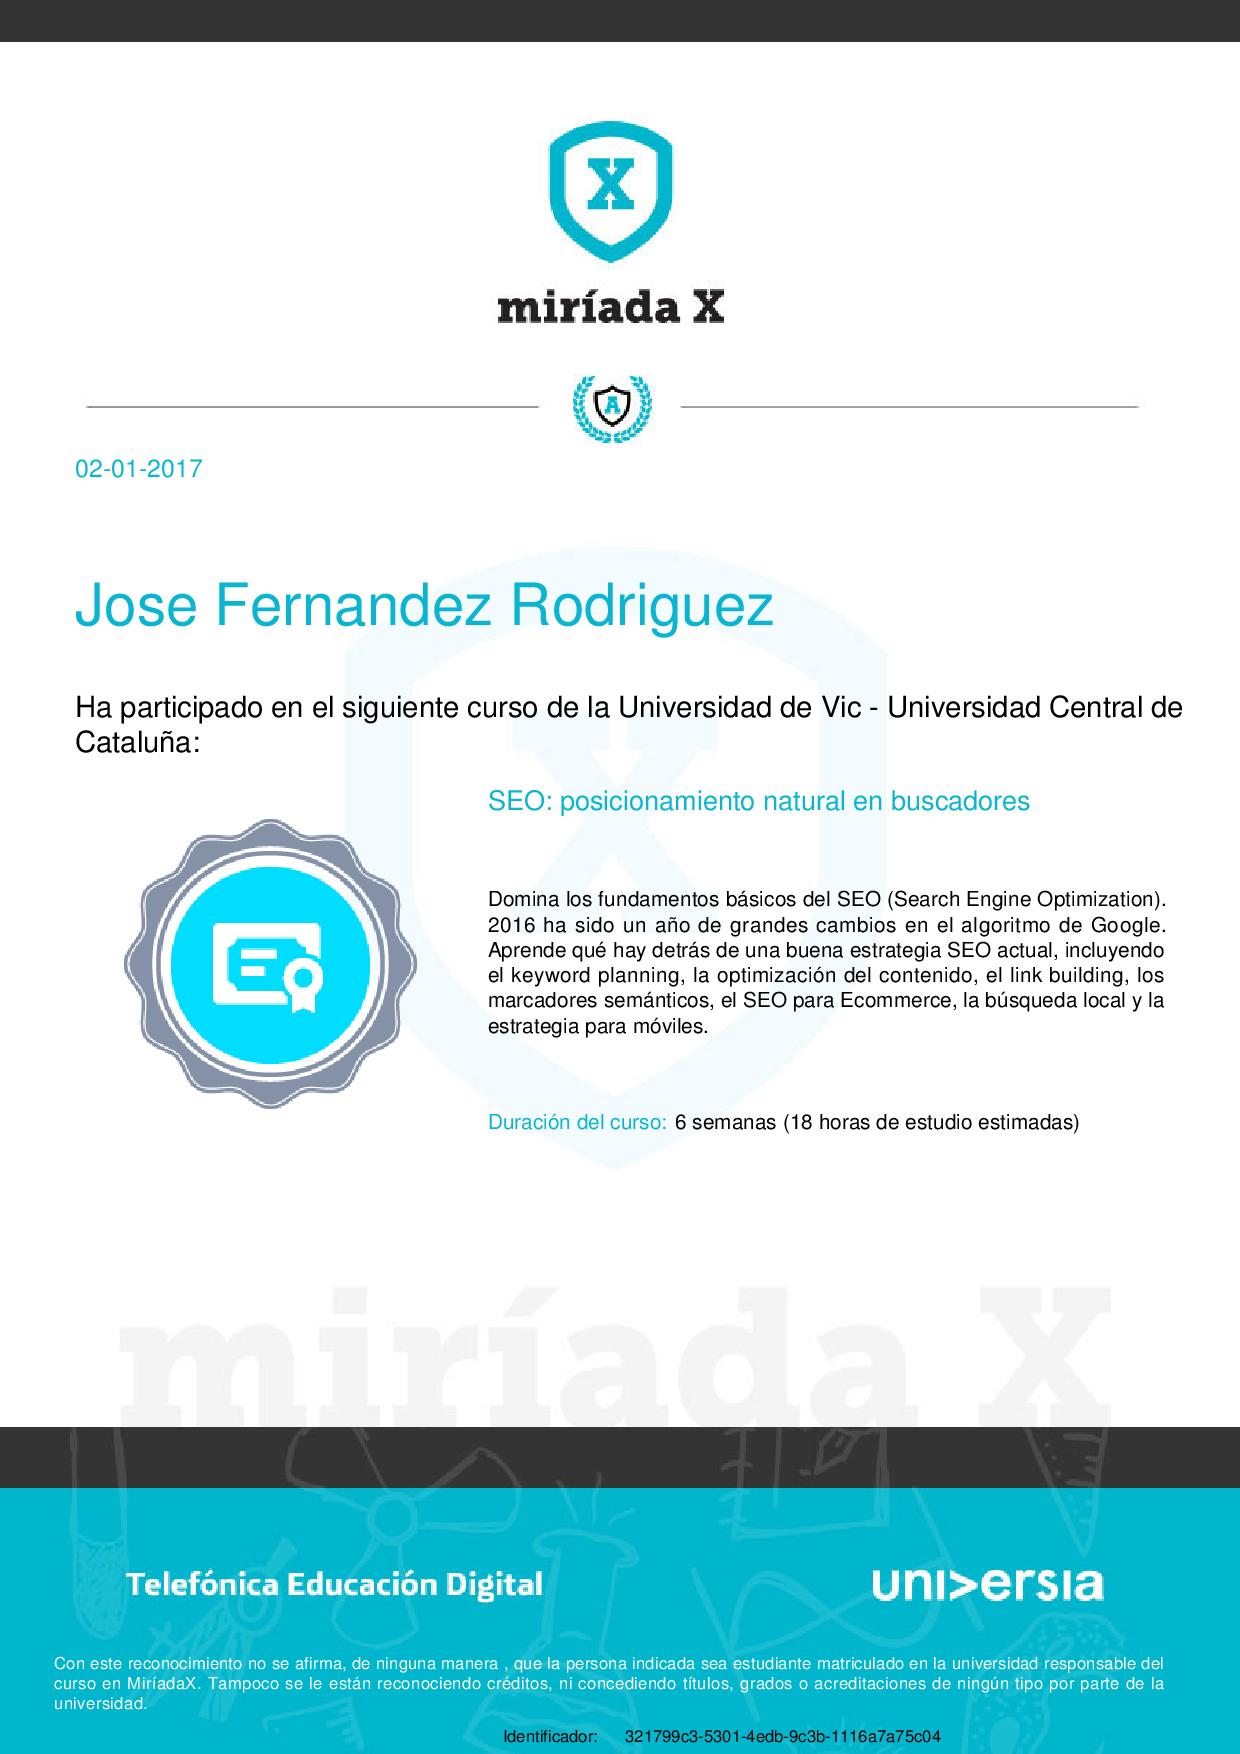 X
miríada X
A
02-01-2017
Jose Fernandez Rodriguez
Ha participado en el siguiente curso de la Universidad de Vic - Universidad Central de
Cataluña:
SEO: posicionamiento natural en buscadores
Domina los fundamentos básicos del SEO (Search Engine Optimization).
2016 ha sido un año de grandes cambios en el algoritmo de Google.
Aprende qué hay detrás de una buena estrategia SEO actual, incluyendo
el keyword planning, la optimización del contenido, el link building, los
marcadores semánticos, el SEO para Ecommerce, la búsqueda local y la
estrategia para móviles.
Duración del curso: 6 semanas (18 horas de estudio estimadas)
miríada X
Telefónica Educación Digital
uni>ersia
Con este reconocimiento no se afirma, de ninguna manera , que la persona indicada sea estudiante matriculado en la universidad responsable del
curso en MiríadaX. Tampoco se le están reconociendo créditos, ni concediendo títulos, grados o acreditaciones de ningún tipo por parte de la
universidad.
Identificador: 321799c3-5301-4edb-9c3b-1116a7a75c04